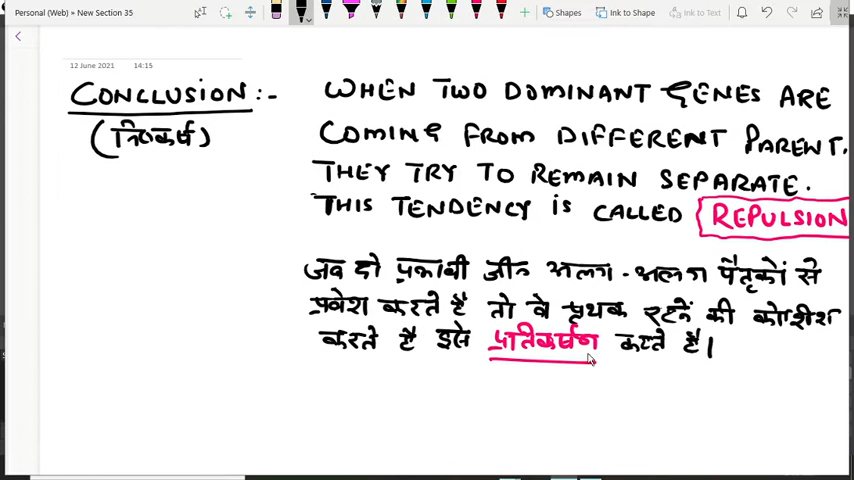 Personal (Web) » New Section 35
Shapes
Ink to Shape
Ink to Text
12 June 2021 14:15
CONCLUSION :-
(निष्कर्ष)
WHEN TWO DOMINANT GENES ARE
COMING FROM DIFFERENT PARENT.
THEY TRY TO REMAIN SEPARATE.
THIS TENDENCY IS CALLED REPULSION
जब दो प्रभावी जीन अलग-अलग पैतृकों से
प्रवेश करते है तो वे पृथक रहनें की कोशिश
करते है इसे प्रतिकर्षण कहते है।